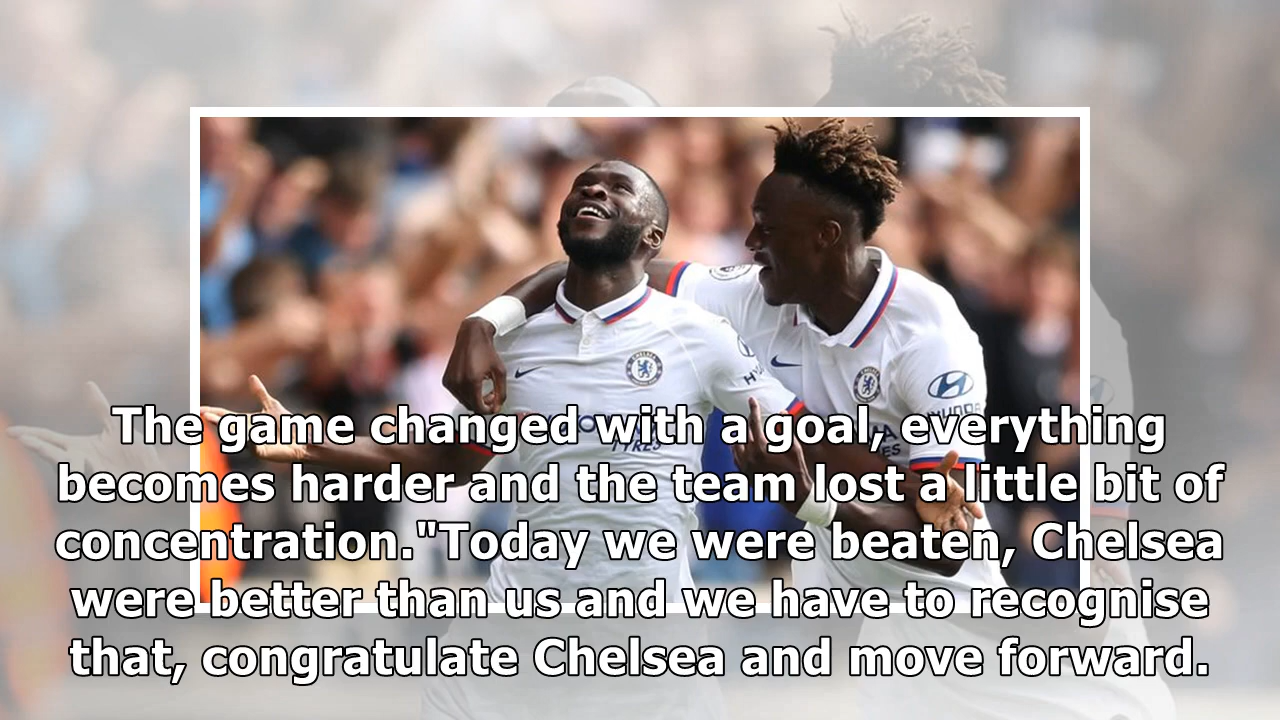 The game changed with a goal, everything
becomes harder and the team lost a little bit of
concentration."Today we were beaten, Chelsea
were better than us and we have to recognise
that, congratulate Chelsea and move forward.